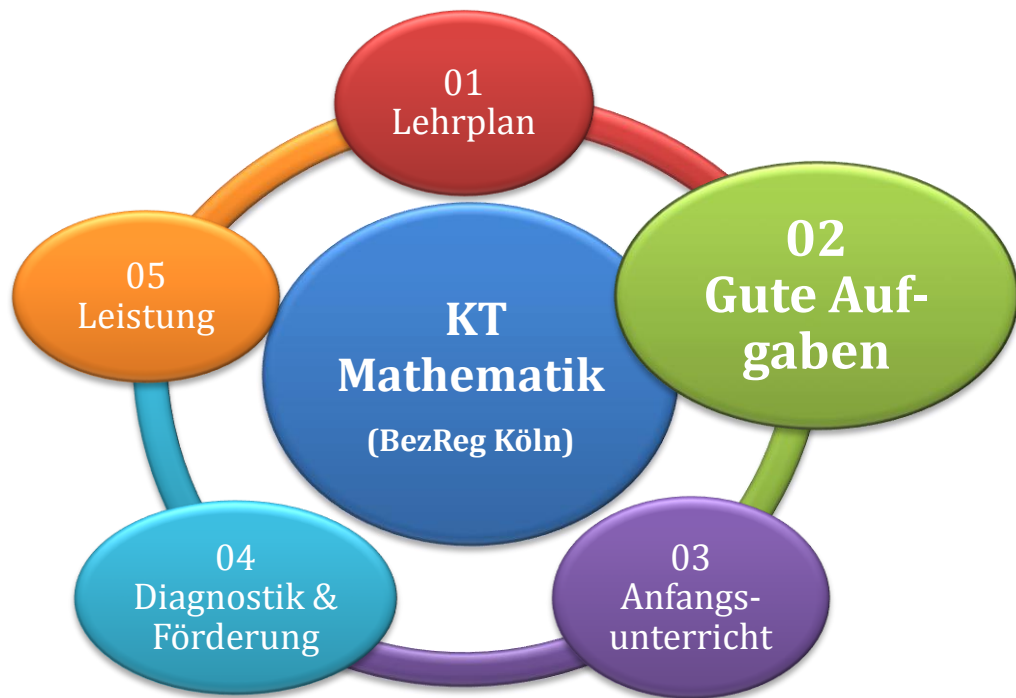 01
Lehrplan
02
Gute Auf-
gaben
03
Anfangs-
unterricht
04
Diagnostik &
Förderung
05
Leistung
KT
Mathematik
(BezReg Köln)